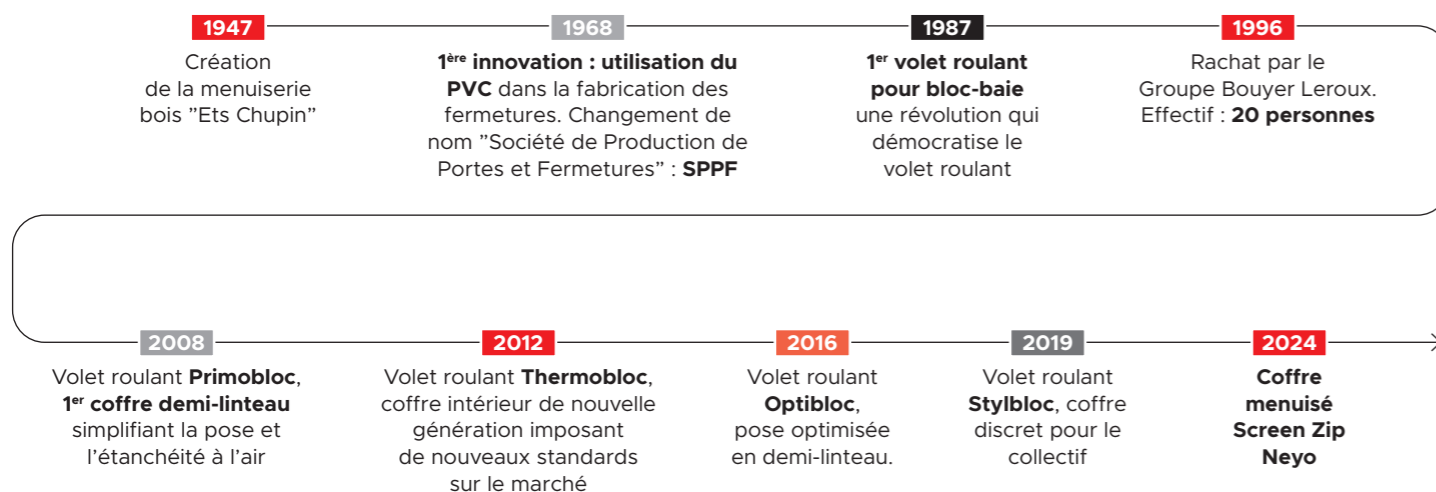 1947
Création
de la menuiserie
bois "Ets Chupin"
1968
1ère innovation : utilisation du
PVC dans la fabrication des
fermetures. Changement de
nom "Société de Production de
Portes et Fermetures" : SPPF
1987
1er volet roulant
pour bloc-baie
une révolution qui
démocratise le
volet roulant
1996
Rachat par le
Groupe Bouyer Leroux.
Effectif : 20 personnes
2008
Volet roulant Primobloc,
1er coffre demi-linteau
simplifiant la pose et
l'étanchéité à l'air
2012
Volet roulant Thermobloc,
coffre intérieur de nouvelle
génération imposant
de nouveaux standards
sur le marché
2016
Volet roulant
Optibloc,
pose optimisée
en demi-linteau.
2019
Volet roulant
Stylbloc, coffre
discret pour le
collectif
2024
Coffre
menuisé
Screen Zip
Neyo